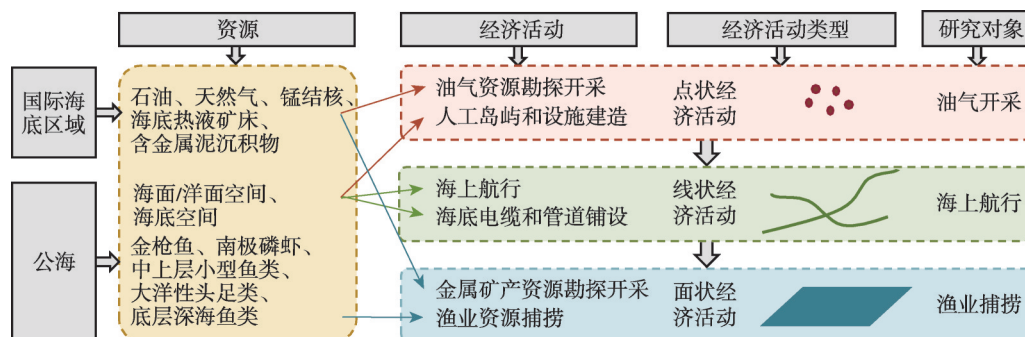 资源
经济活动
经济活动类型
研究对象
国际海
底区域
石油、天然气、锰结核、
海底热液矿床、
含金属泥沉积物
油气资源勘探开采
人工岛屿和设施建造
点状经
济活动
油气开采
公海
海面/洋面空间、
海底空间
金枪鱼、南极磷虾、
中上层小型鱼类、
大洋性头足类、
底层深海鱼类
海上航行
海底电缆和管道铺设
线状经
济活动
海上航行
金属矿产资源勘探开采
渔业资源捕捞
面状经
济活动
渔业捕捞